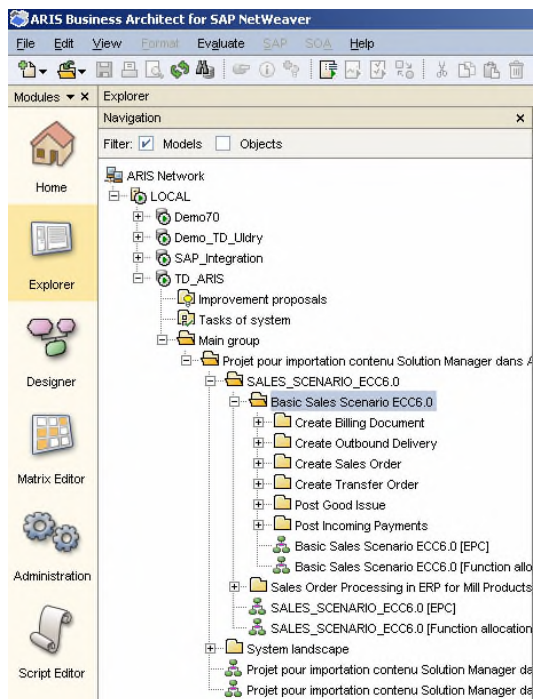 ARIS Business Architect for SAP NetWeaver
File Edit View Format Evaluate SAP SOA Help
Modules Explorer
Navigation
Filter: Models Objects
ARIS Network
Home
LOCAL
Demo70
Demo_TD_Uldry
SAP_Integration
Explorer
TD_ARIS
Improvement proposals
Tasks of system
Main group
Projet pour importation contenu Solution Manager dans A
Designer
SALES_SCENARIO_ECC6.0
Basic Sales Scenario ECC6.0
Create Billing Document
Create Outbound Delivery
Create Sales Order
Matrix Editor
Create Transfer Order
Post Good Issue
Post Incoming Payments
Basic Sales Scenario ECC6.0 [EPC]
Basic Sales Scenario ECC6.0 [Function allo
Administration
Sales Order Processing in ERP for Mill Products
SALES_SCENARIO_ECC6.0 [EPC]
SALES_SCENARIO_ECC6.0 [Function allocation
System landscape
Projet pour importation contenu Solution Manager da
Script Editor
Projet pour importation contenu Solution Manager da